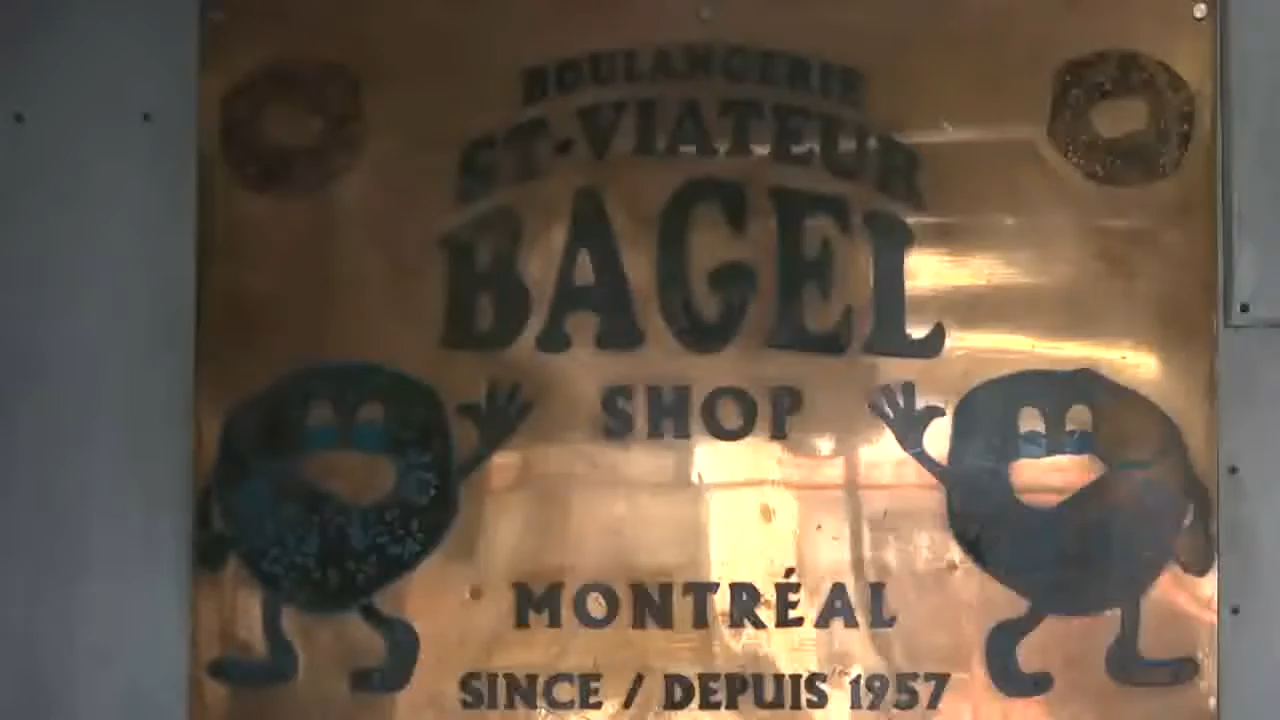 BOULANGERIE
ST-VIATEUR
BAGEL
SHOP
MONTRÉAL
SINCE / DEPUIS 1957